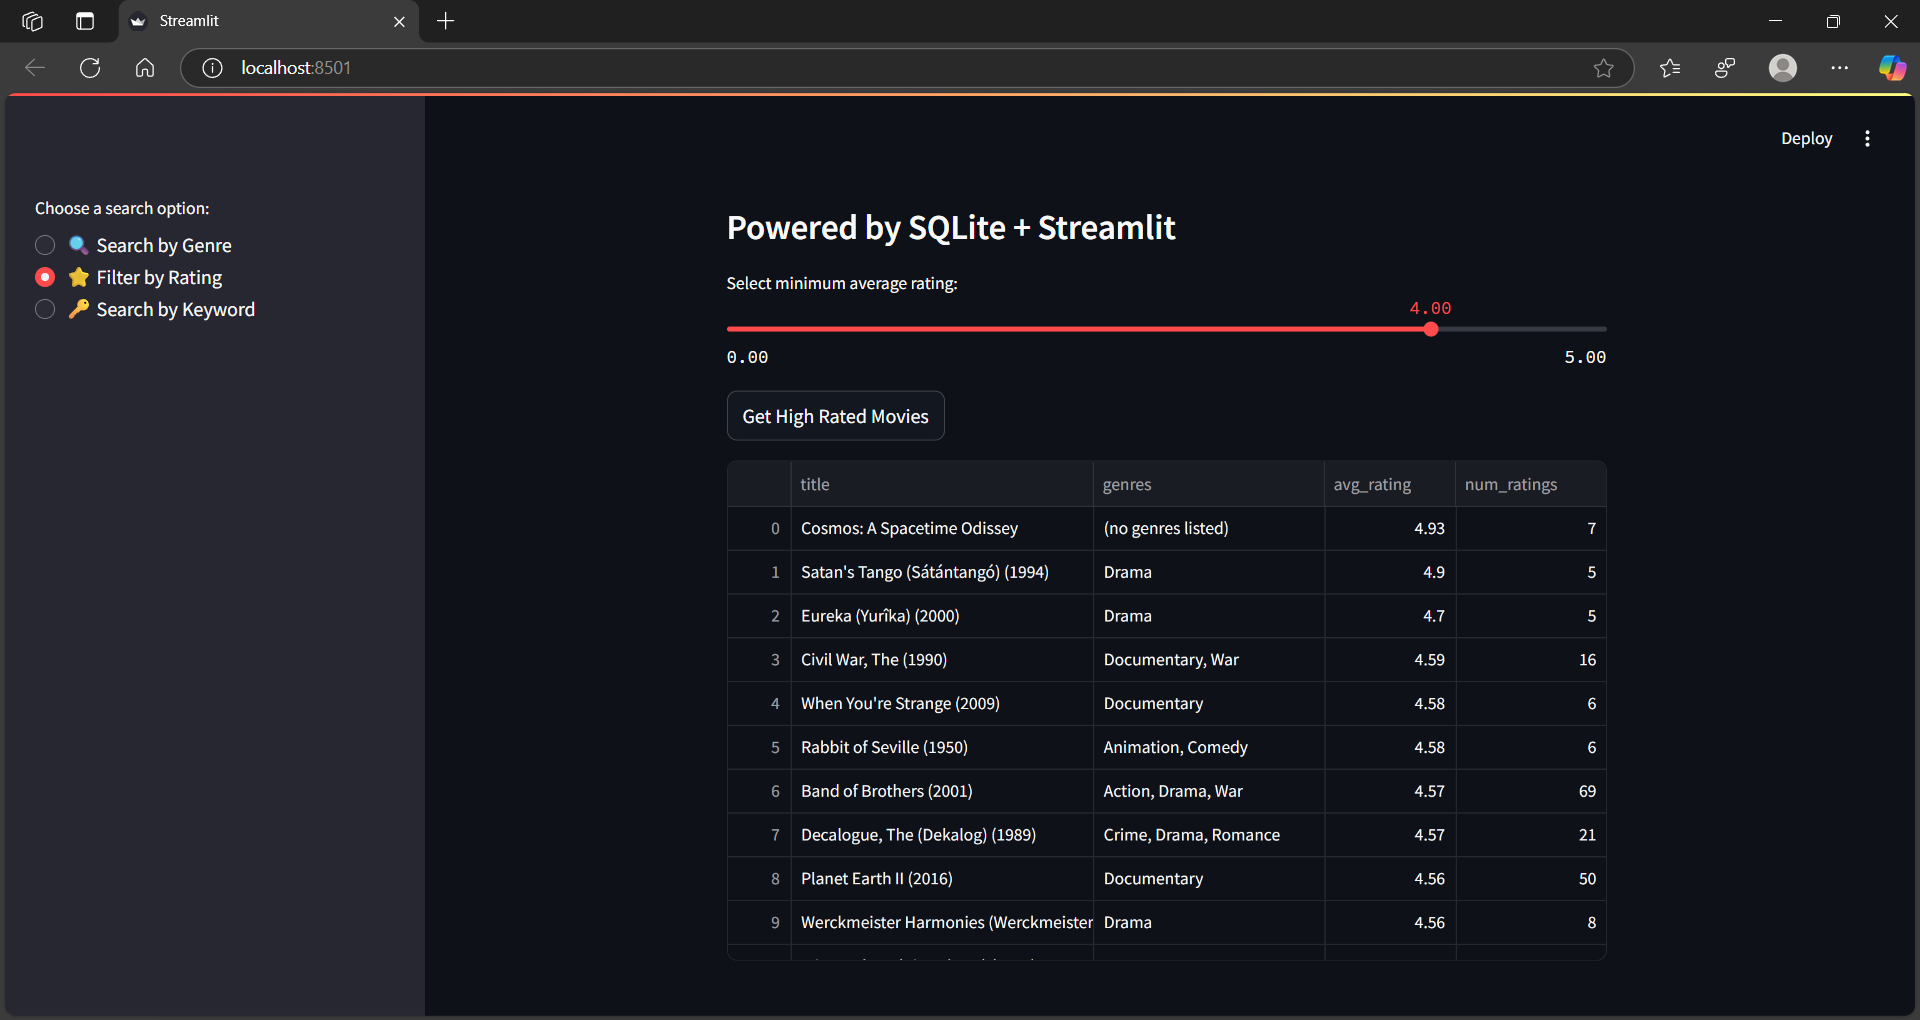 Streamlit
localhost:8501
Deploy
Choose a search option:
Search by Genre
Filter by Rating
Search by Keyword
Powered by SQLite + Streamlit
Select minimum average rating:
4.00
0.00 5.00
Get High Rated Movies
title genres avg_rating num_ratings
0 Cosmos: A Spacetime Odissey (no genres listed) 4.93 7
1 Satan's Tango (Sátántangó) (1994) Drama 4.9 5
2 Eureka (Yurîka) (2000) Drama 4.7 5
3 Civil War, The (1990) Documentary, War 4.59 16
4 When You're Strange (2009) Documentary 4.58 6
5 Rabbit of Seville (1950) Animation, Comedy 4.58 6
6 Band of Brothers (2001) Action, Drama, War 4.57 69
7 Decalogue, The (Dekalog) (1989) Crime, Drama, Romance 4.57 21
8 Planet Earth II (2016) Documentary 4.56 50
9 Werckmeister Harmonies (Werckmeister Drama 4.56 8